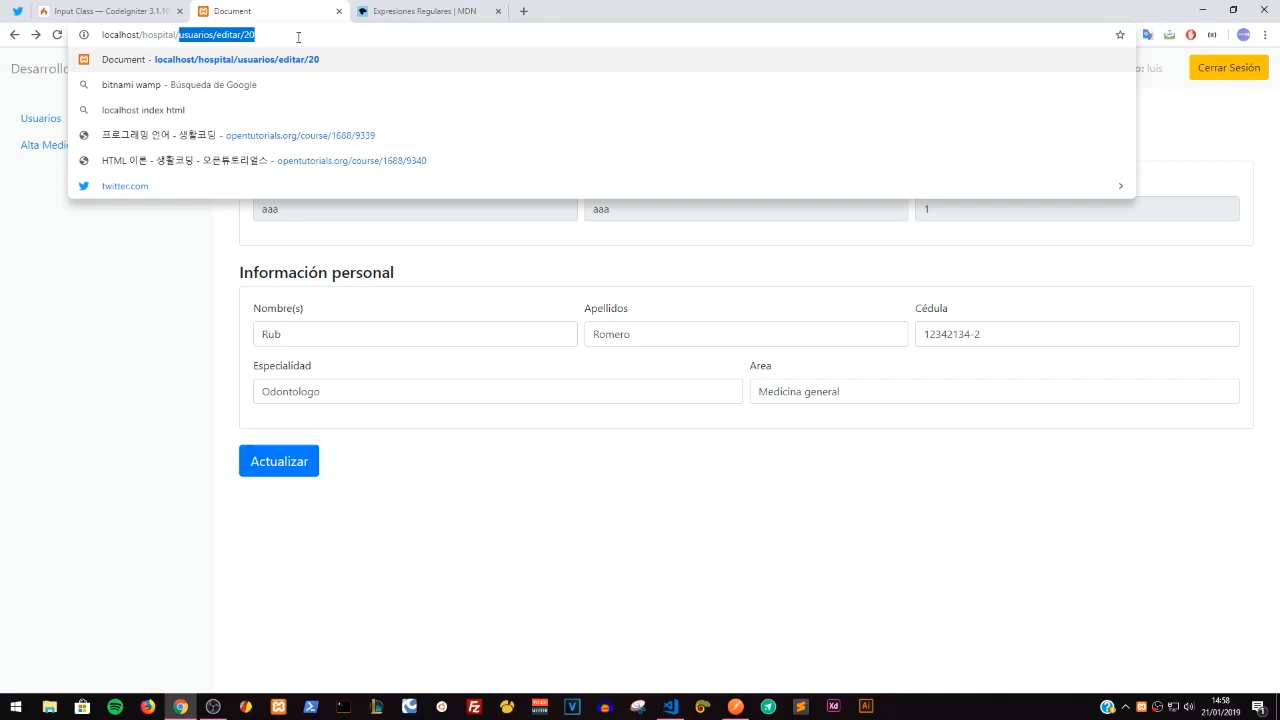 Input Class — CodeIgniter 3.1.10
Document
Expresiones Regulares | MDN
localhost/hospital/usuarios/editar/20
Document - localhost/hospital/usuarios/editar/20
bitnami wamp - Búsqueda de Google
localhost index html
프로그래밍 언어 - 생활코딩 - opentutorials.org/course/1688/9339
HTML 이론 - 생활코딩 - 오픈튜토리얼스 - opentutorials.org/course/1688/9340
twitter.com
Desarrollo
o: luis
Cerrar Sesión
Usuarios
Alta Medi
aaa
aaa
1
Información personal
Nombre(s)
Apellidos
Cédula
Rub
Romero
12342134-2
Especialidad
Area
Odontologo
Medicina general
Actualizar
14:58
21/01/2019